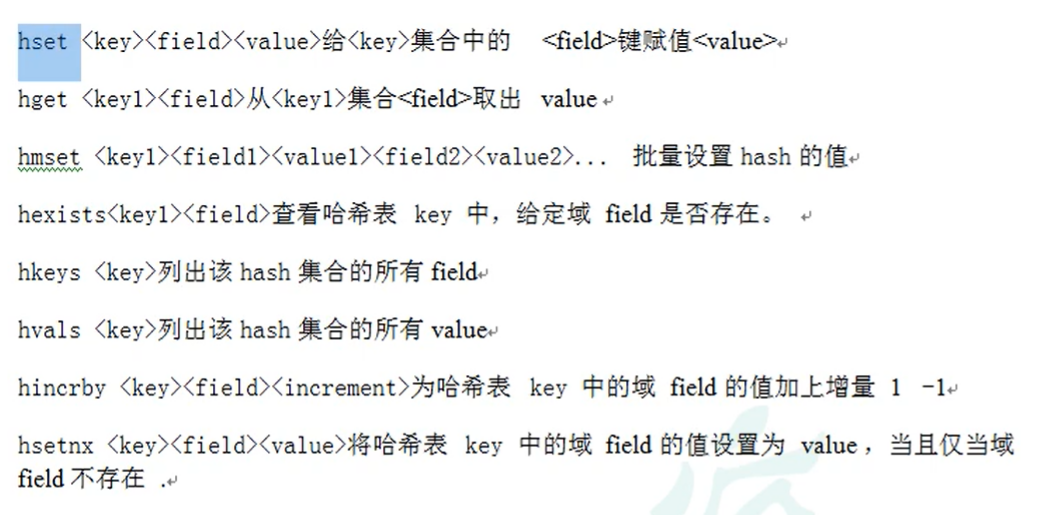 hset <key><field><value>给<key>集合中的 <field>键赋值<value>
hget <key1><field>从<key1>集合<field>取出 value
hmset <key1><field1><value1><field2><value2>... 批量设置 hash 的值
hexists<key1><field>查看哈希表 key 中，给定域 field 是否存在。
hkeys <key>列出该 hash 集合的所有 field
hvals <key>列出该 hash 集合的所有 value
hincrby <key><field><increment>为哈希表 key 中的域 field 的值加上增量 1 -1
hsetnx <key><field><value>将哈希表 key 中的域 field 的值设置为 value，当且仅当域
field 不存在 .